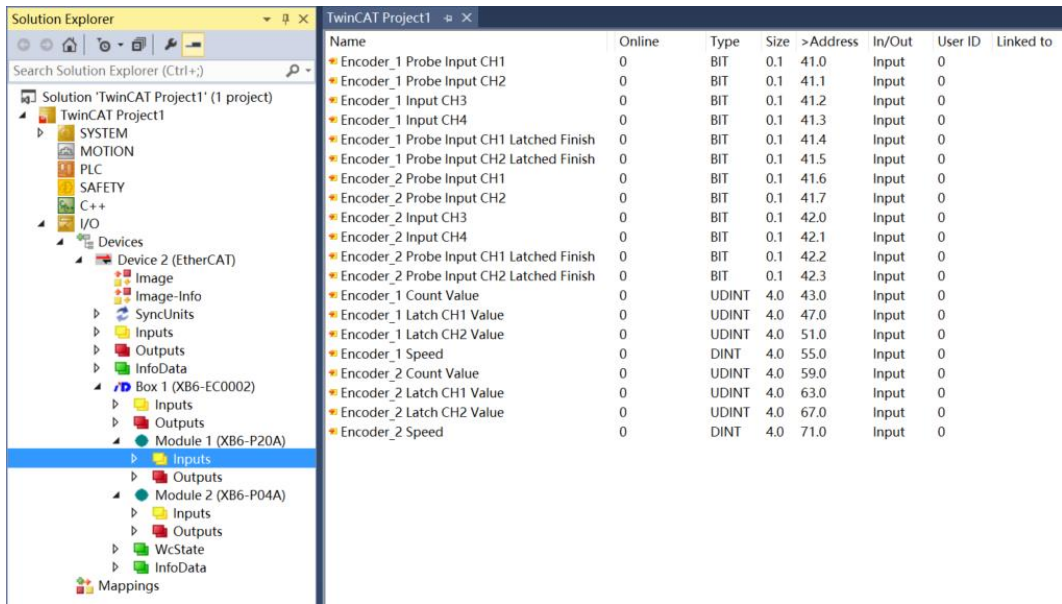 Solution Explorer
Search Solution Explorer (Ctrl+;)
Solution 'TwinCAT Project1' (1 project)
TwinCAT Project1
SYSTEM
MOTION
PLC
SAFETY
C++
I/O
Devices
Device 2 (EtherCAT)
Image
Image-Info
SyncUnits
Inputs
Outputs
InfoData
Box 1 (XB6-EC0002)
Inputs
Outputs
Module 1 (XB6-P20A)
Inputs
Outputs
Module 2 (XB6-P04A)
Inputs
Outputs
WcState
InfoData
Mappings
TwinCAT Project1
Name Online Type Size >Address In/Out User ID Linked to
Encoder_1 Probe Input CH1 0 BIT 0.1 41.0 Input 0
Encoder_1 Probe Input CH2 0 BIT 0.1 41.1 Input 0
Encoder_1 Input CH3 0 BIT 0.1 41.2 Input 0
Encoder_1 Input CH4 0 BIT 0.1 41.3 Input 0
Encoder_1 Probe Input CH1 Latched Finish 0 BIT 0.1 41.4 Input 0
Encoder_1 Probe Input CH2 Latched Finish 0 BIT 0.1 41.5 Input 0
Encoder_2 Probe Input CH1 0 BIT 0.1 41.6 Input 0
Encoder_2 Probe Input CH2 0 BIT 0.1 41.7 Input 0
Encoder_2 Input CH3 0 BIT 0.1 42.0 Input 0
Encoder_2 Input CH4 0 BIT 0.1 42.1 Input 0
Encoder_2 Probe Input CH1 Latched Finish 0 BIT 0.1 42.2 Input 0
Encoder_2 Probe Input CH2 Latched Finish 0 BIT 0.1 42.3 Input 0
Encoder_1 Count Value 0 UDINT 4.0 43.0 Input 0
Encoder_1 Latch CH1 Value 0 UDINT 4.0 47.0 Input 0
Encoder_1 Latch CH2 Value 0 UDINT 4.0 51.0 Input 0
Encoder_1 Speed 0 DINT 4.0 55.0 Input 0
Encoder_2 Count Value 0 UDINT 4.0 59.0 Input 0
Encoder_2 Latch CH1 Value 0 UDINT 4.0 63.0 Input 0
Encoder_2 Latch CH2 Value 0 UDINT 4.0 67.0 Input 0
Encoder_2 Speed 0 DINT 4.0 71.0 Input 0